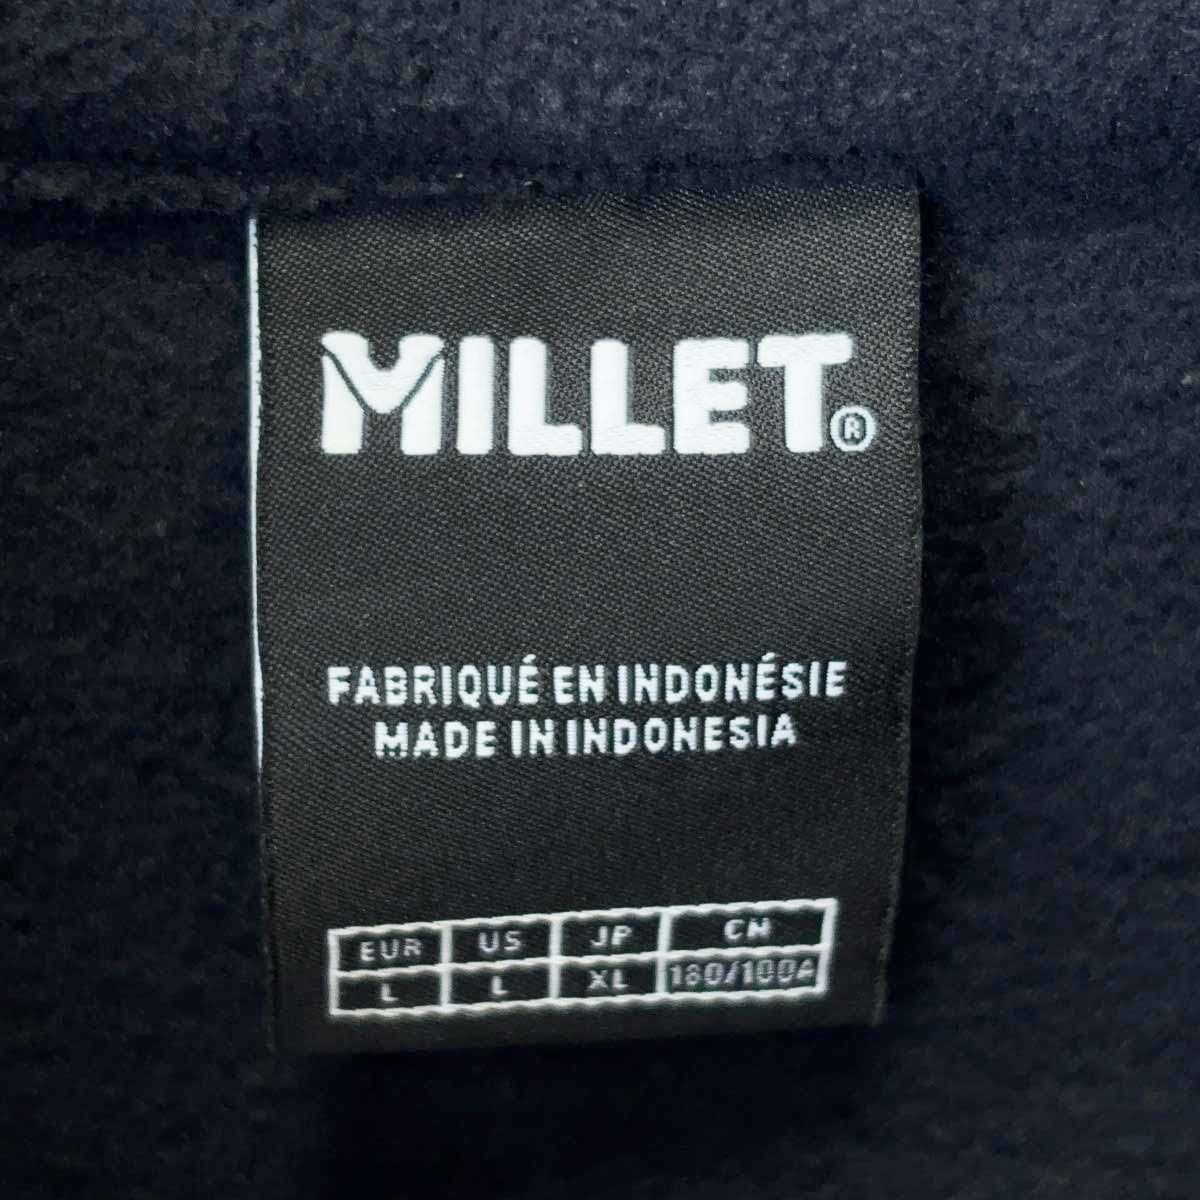 MILLET®
FABRIQUÉ EN INDONÉSIE
MADE IN INDONESIA
EUR US JP CN
L L XL 180/100A